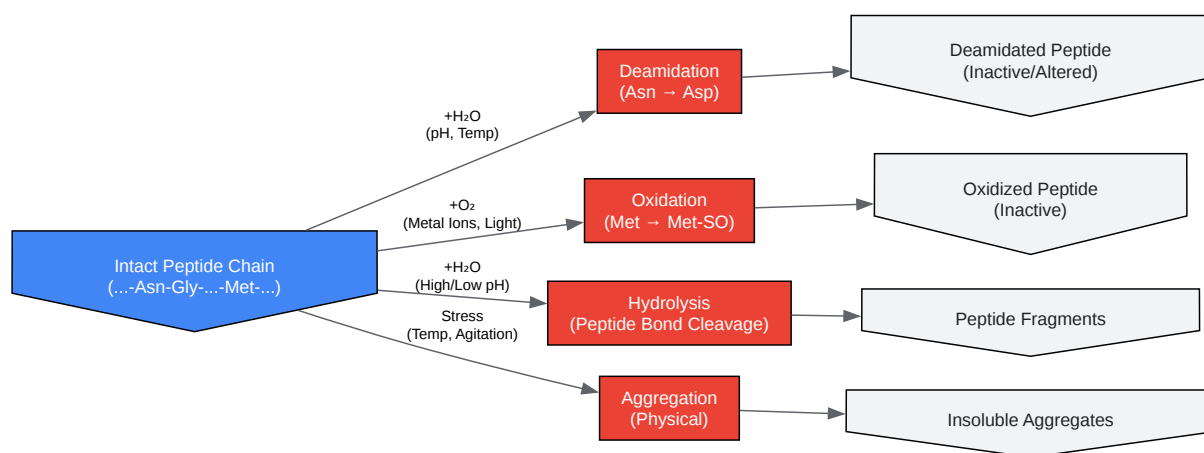 Intact Peptide Chain
(...-Asn-Gly-...-Met-...)
+H₂O
(pH, Temp)
Deamidation
(Asn → Asp)
Deamidated Peptide
(Inactive/Altered)
+O₂
(Metal Ions, Light)
Oxidation
(Met → Met-SO)
Oxidized Peptide
(Inactive)
+H₂O
(High/Low pH)
Hydrolysis
(Peptide Bond Cleavage)
Peptide Fragments
Stress
(Temp, Agitation)
Aggregation
(Physical)
Insoluble Aggregates